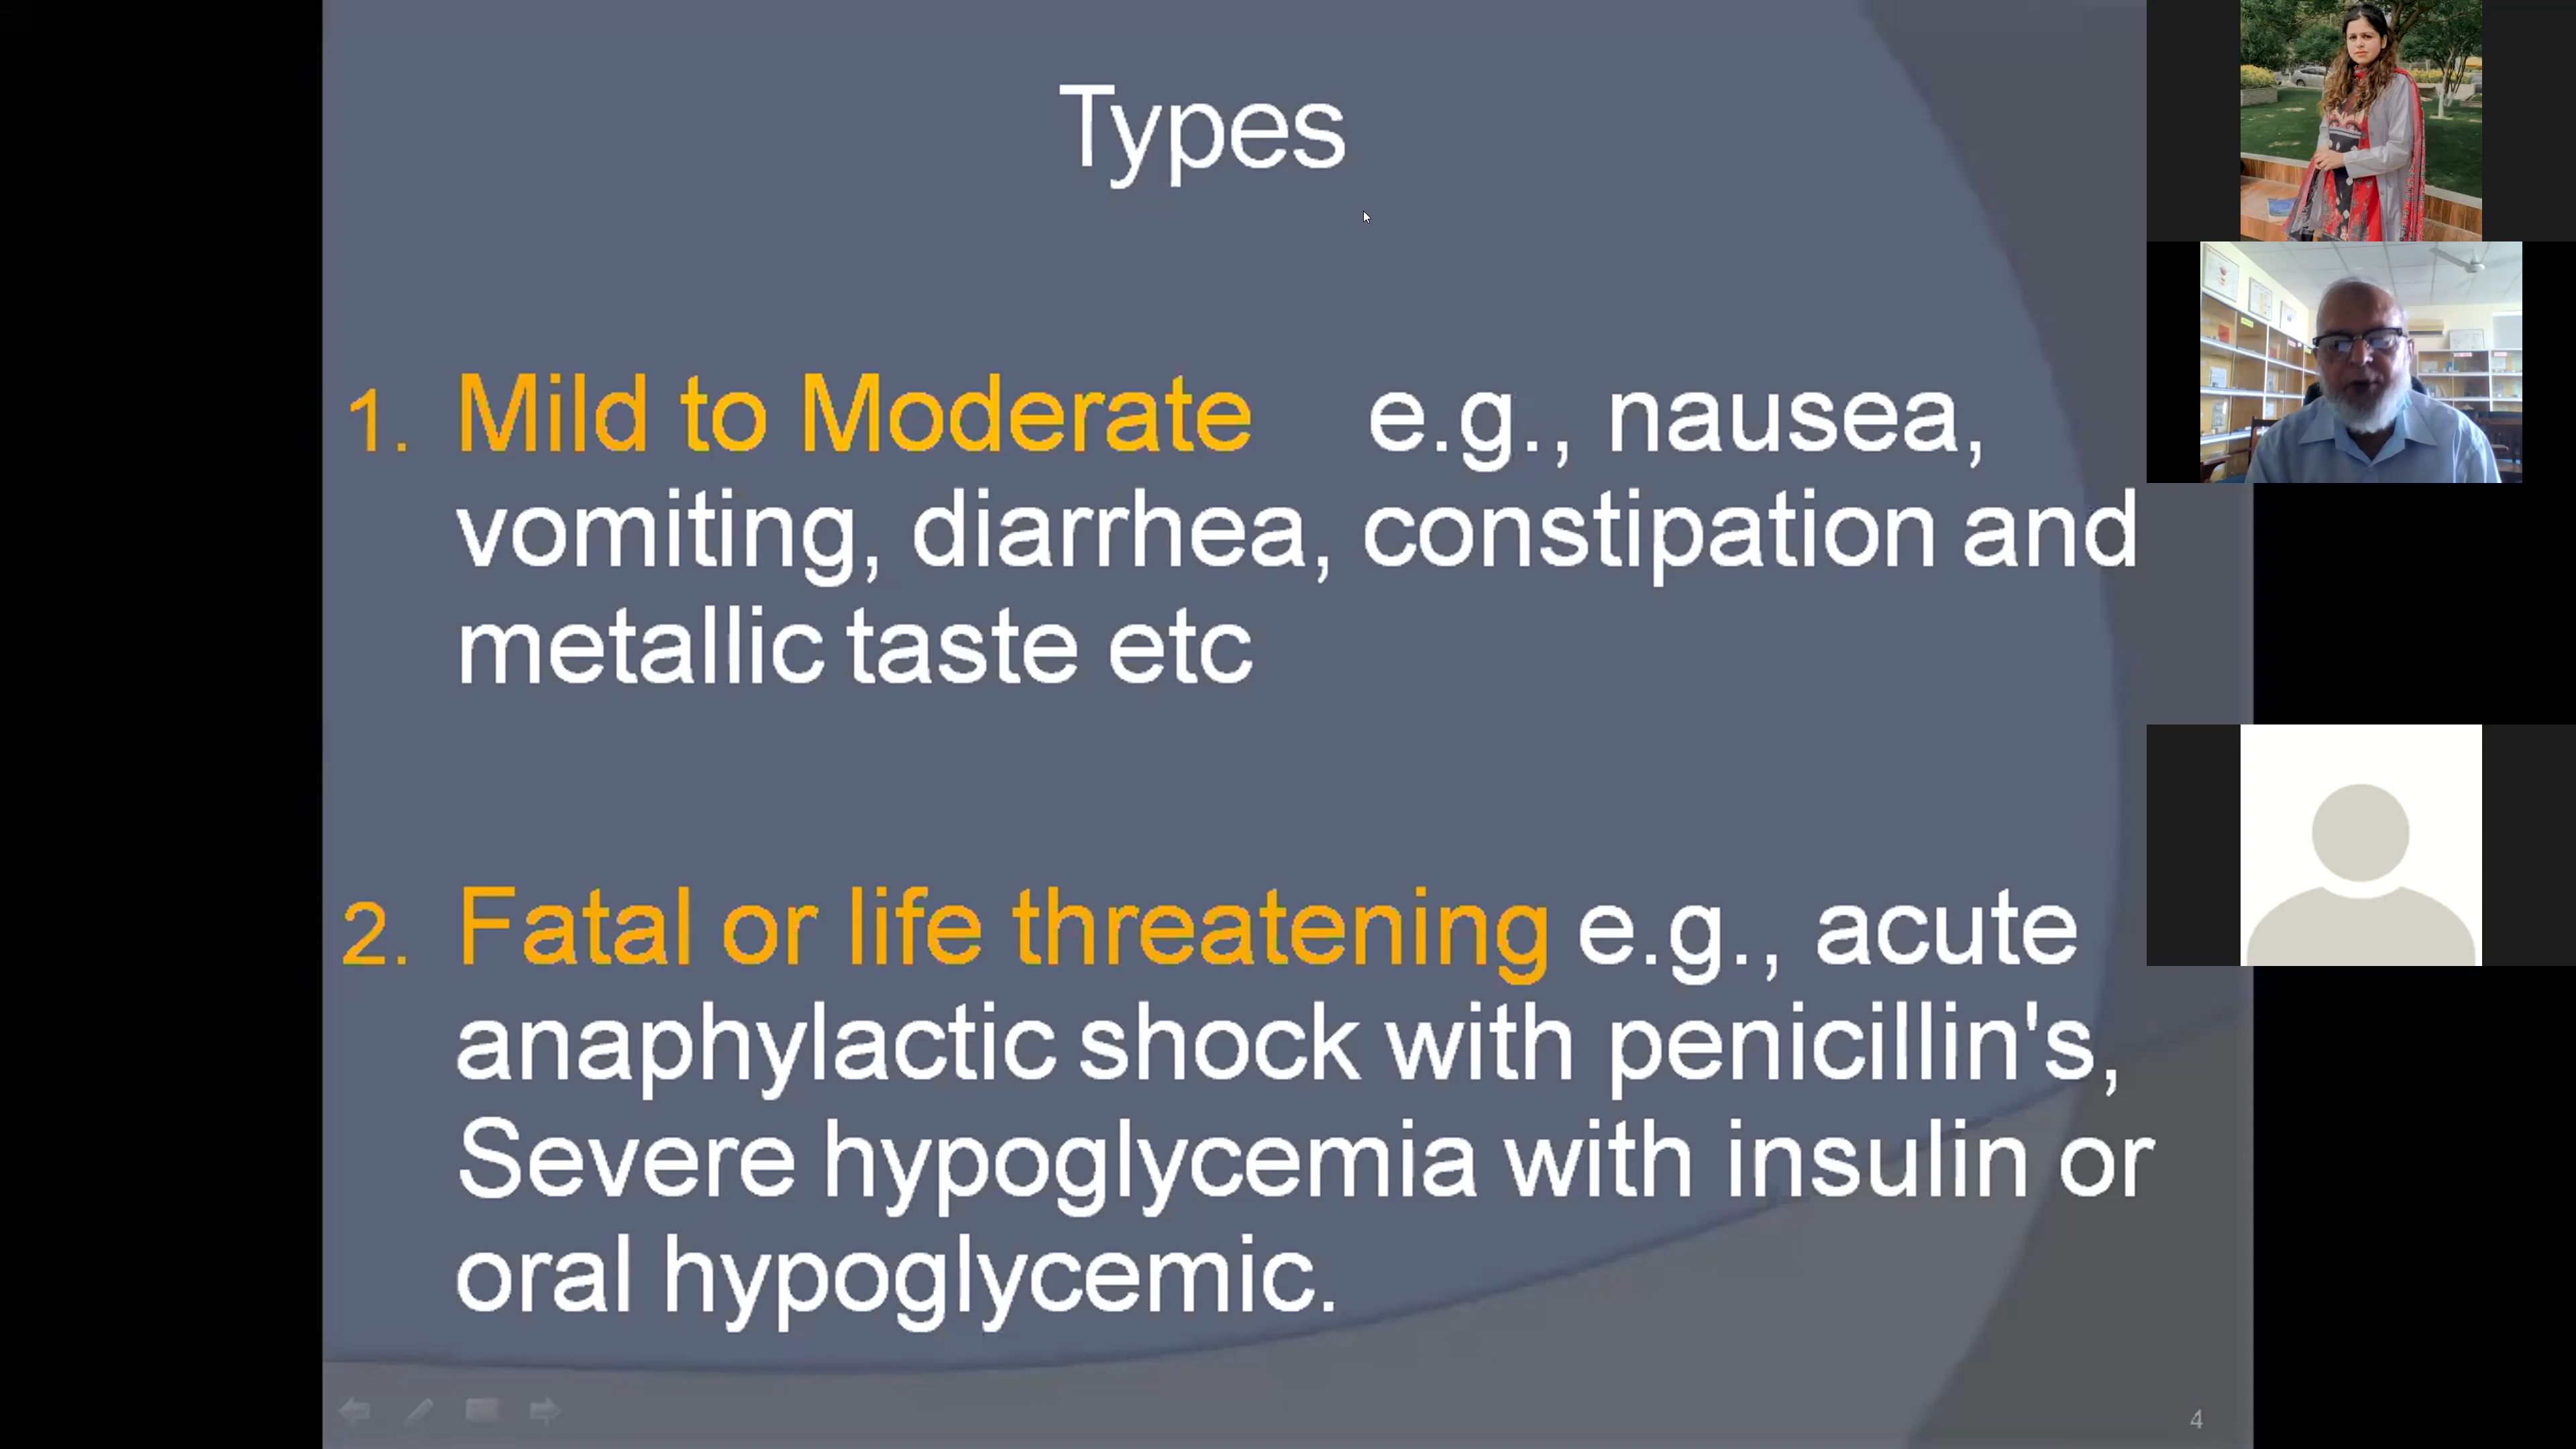 Types
1. Mild to Moderate e.g., nausea,
vomiting, diarrhea, constipation and
metallic taste etc
2. Fatal or life threatening e.g., acute
anaphylactic shock with penicillin's,
Severe hypoglycemia with insulin or
oral hypoglycemic.
4